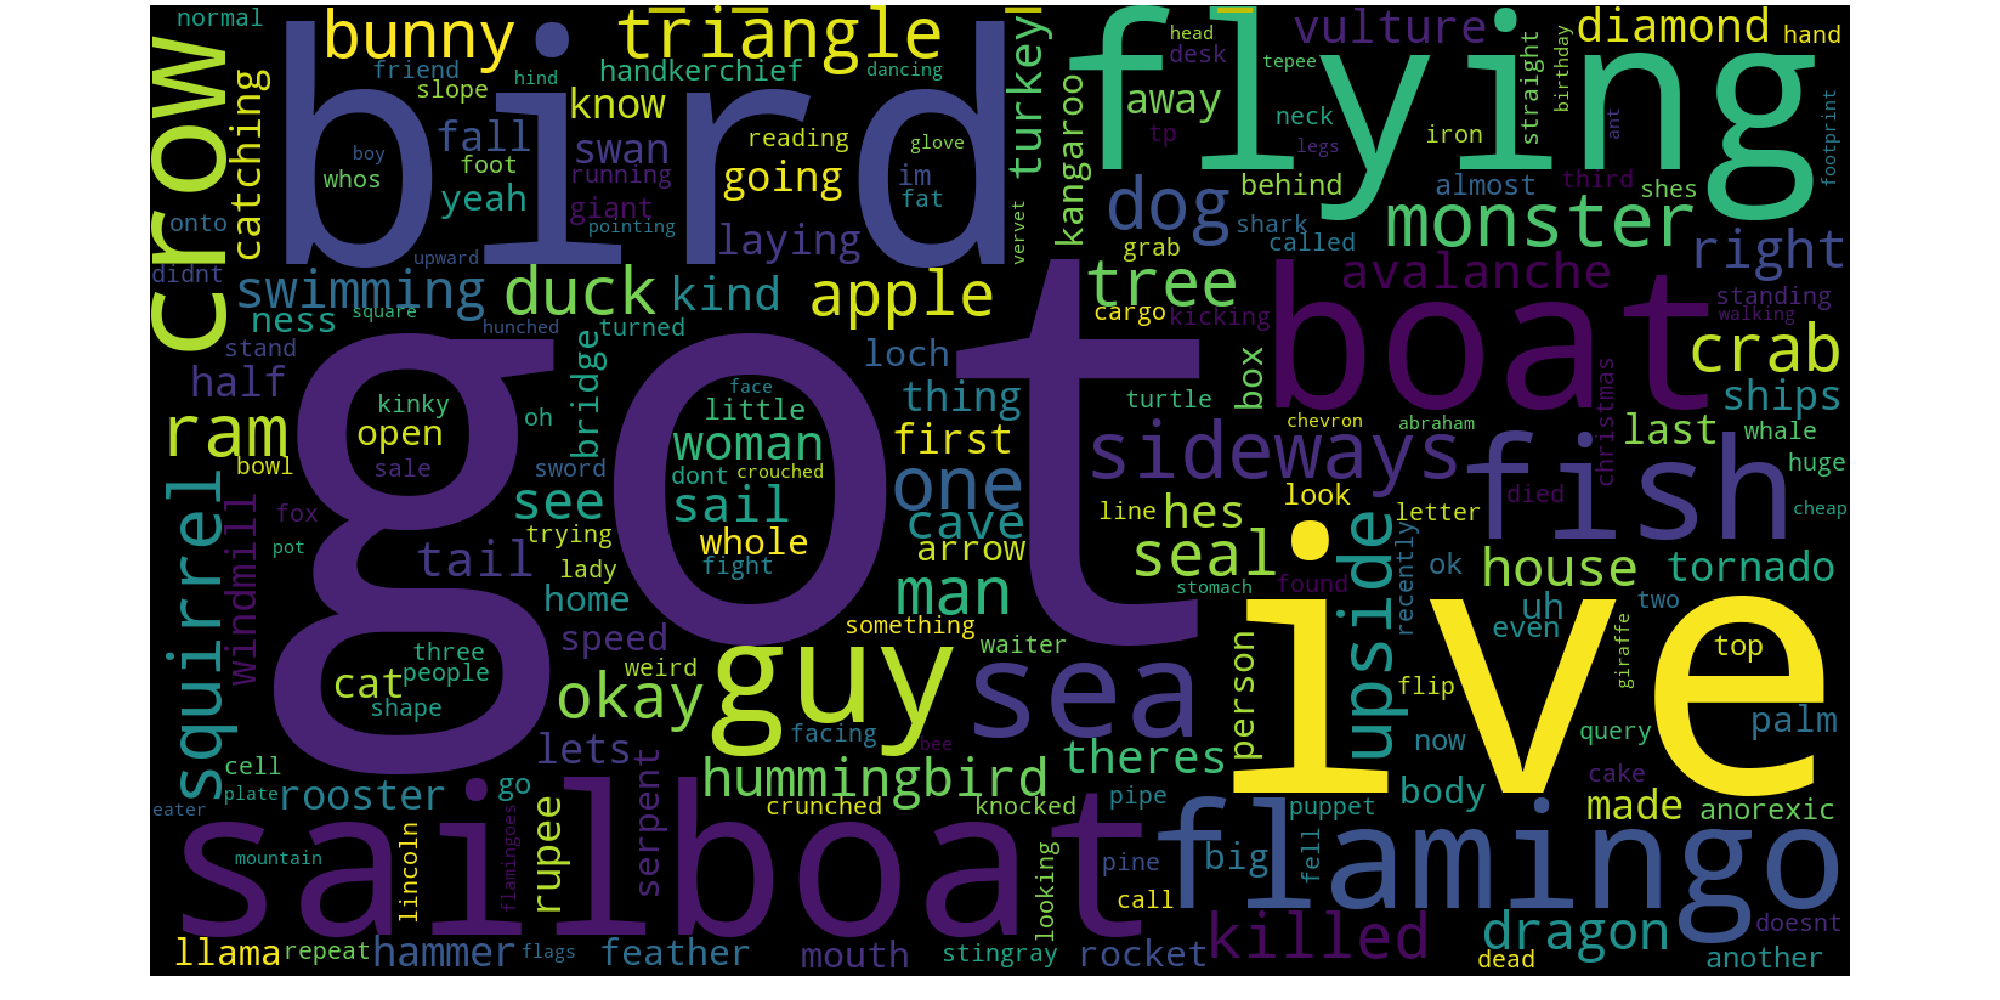 normal
crow
bunny
triangle
flying
vulture
diamond
hand
head
desk
tepee
straight
birthday
friend
hind
handkerchief
dancing
slope
catching
bird
know
turkey
kangaroo
away
tp
neck
legs
iron
ant
footprint
fall
swan
reading
glove
boy
whos
foot
running
going
im
behind
almost
third
shes
yeah
giant
fat
dog
shark
monster
onto
pointing
laying
vervet
grab
called
right
didnt
upward
swimming
duck
kind
apple
tree
avalanche
standing
ness
square
hunched
turned
cargo
kicking
boat
walking
stand
bridge
loch
box
crab
half
got
face
thing
turtle
christmas
ships
kinky
oh
little
chevron
abraham
last
whale
ram
open
woman
first
sideways
fish
huge
bowl
sale
sword
dont
crouched
one
look
died
squirrel
windmill
fox
see
sail
cave
line
hes
letter
cheap
pot
tail
trying
whole
arrow
seal
upside
recently
ok
house
tornado
lady
fight
stomach
found
home
man
ive
uh
two
three
speed
something
waiter
person
even
giraffe
top
cat
people
weird
guy
sea
flip
shape
okay
facing
now
query
palm
cell
lets
serpent
bee
theres
plate
rooster
go
hummingbird
pipe
puppet
body
cake
made
anorexic
eater
rupee
crunched
knocked
sailboat
flamingo
mountain
lincoln
flamingoes
looking
pine
big
fell
call
killed
dragon
doesnt
llama
repeat
hammer
flags
feather
mouth
stingray
rocket
dead
another